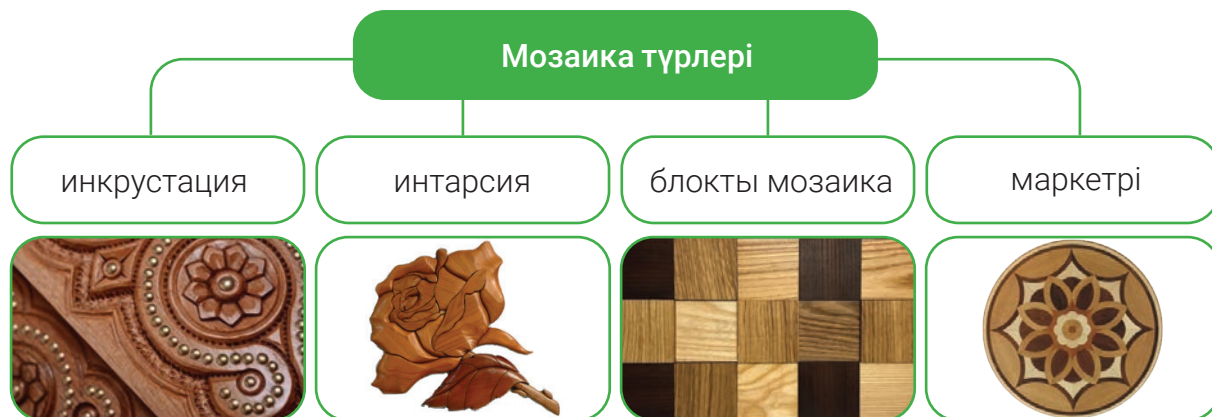 Мозаика түрлері
инкрустация
интарсия
блокты мозаика
маркетрі